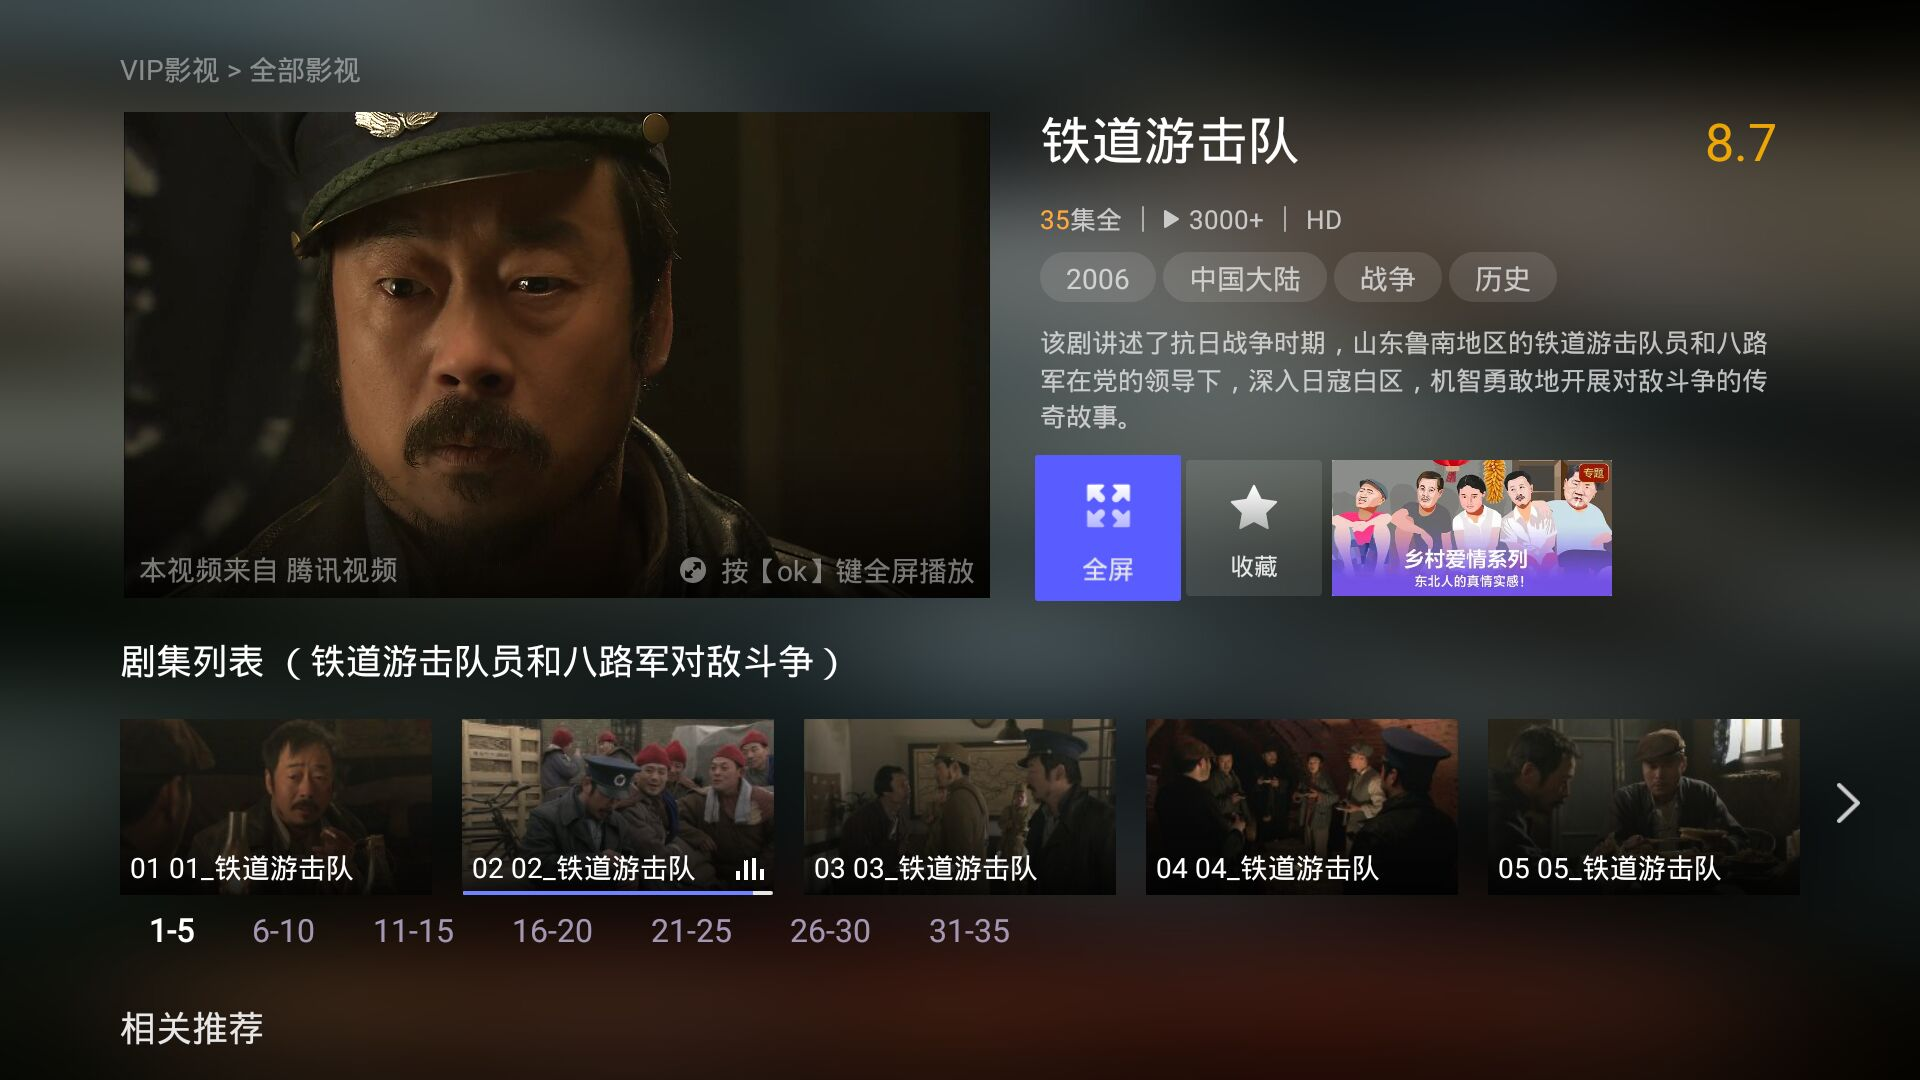 VIP影视 > 全部影视
铁道游击队
8.7
35集全 | 3000+ | HD
2006 中国大陆 战争 历史
该剧讲述了抗日战争时期，山东鲁南地区的铁道游击队员和八路
军在党的领导下，深入日寇白区，机智勇敢地开展对敌斗争的传
奇故事。
本视频来自 腾讯视频
按【ok】键全屏播放
全屏
收藏
专题
乡村爱情系列
东北人的真情实感！
剧集列表 （铁道游击队员和八路军对敌斗争）
01 01_铁道游击队
02 02_铁道游击队
03 03_铁道游击队
04 04_铁道游击队
05 05_铁道游击队
1-5 6-10 11-15 16-20 21-25 26-30 31-35
相关推荐